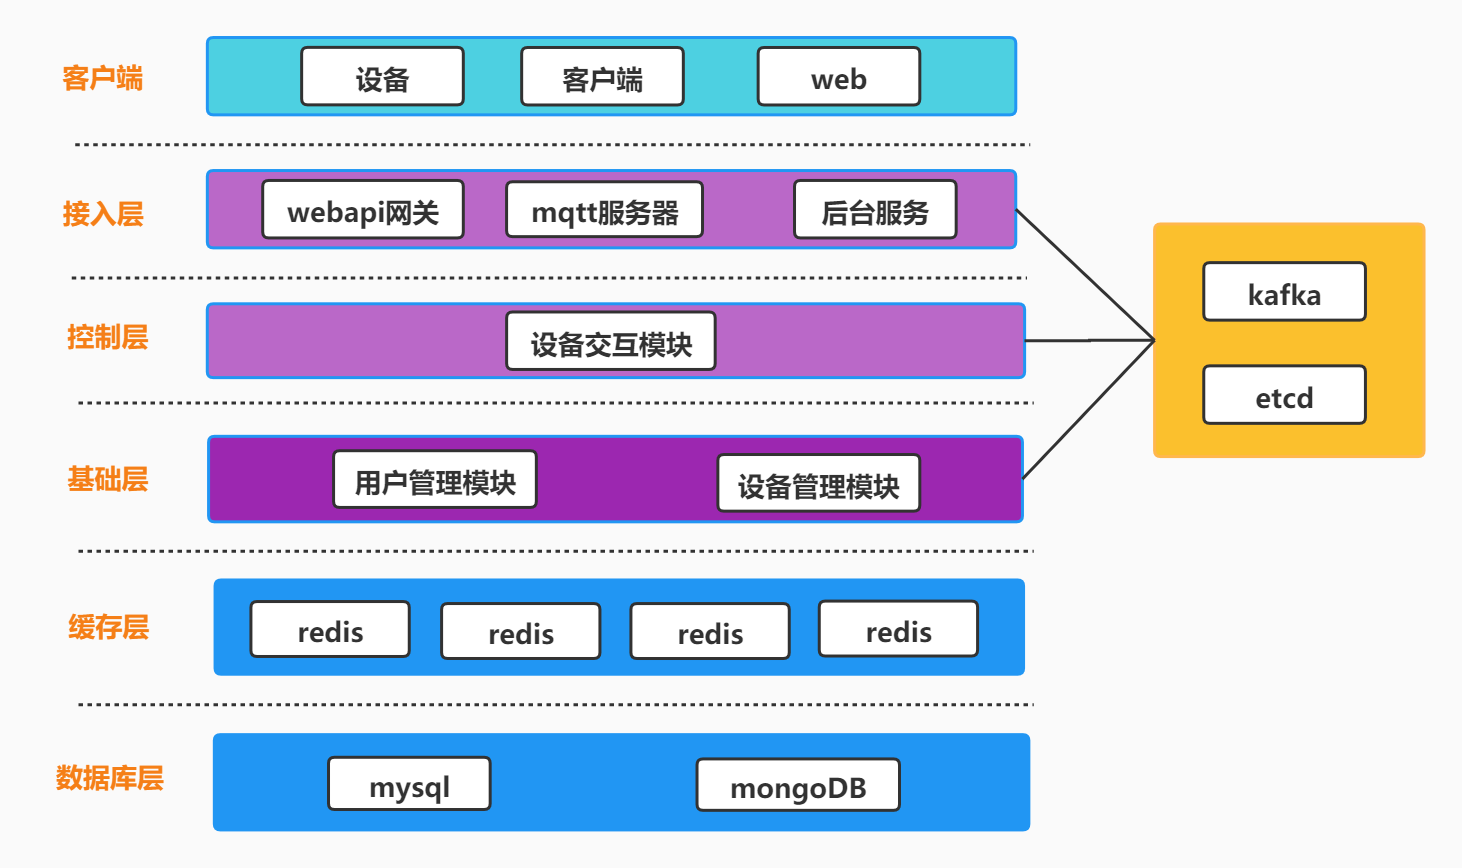 客户端
设备
客户端
web
接入层
webapi网关
mqtt服务器
后台服务
控制层
设备交互模块
kafka
etcd
基础层
用户管理模块
设备管理模块
缓存层
redis
redis
redis
redis
数据库层
mysql
mongoDB